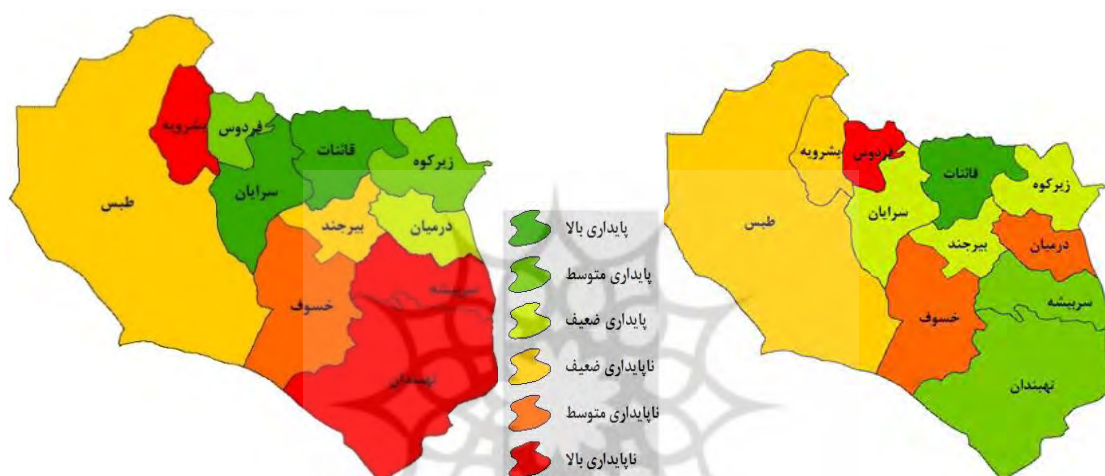 بشرویه
فردوس
قائنات
زیرکوه
سرایان
طبس
بیرجند
درمیان
سربیشه
خسوف
نهبندان
پایداری بالا
پایداری متوسط
پایداری ضعیف
ناپایداری ضعیف
ناپایداری متوسط
ناپایداری بالا
بشرویه
فردوس
قائنات
زیرکوه
سرایان
طبس
بیرجند
درمیان
سربیشه
خسوف
نهبندان